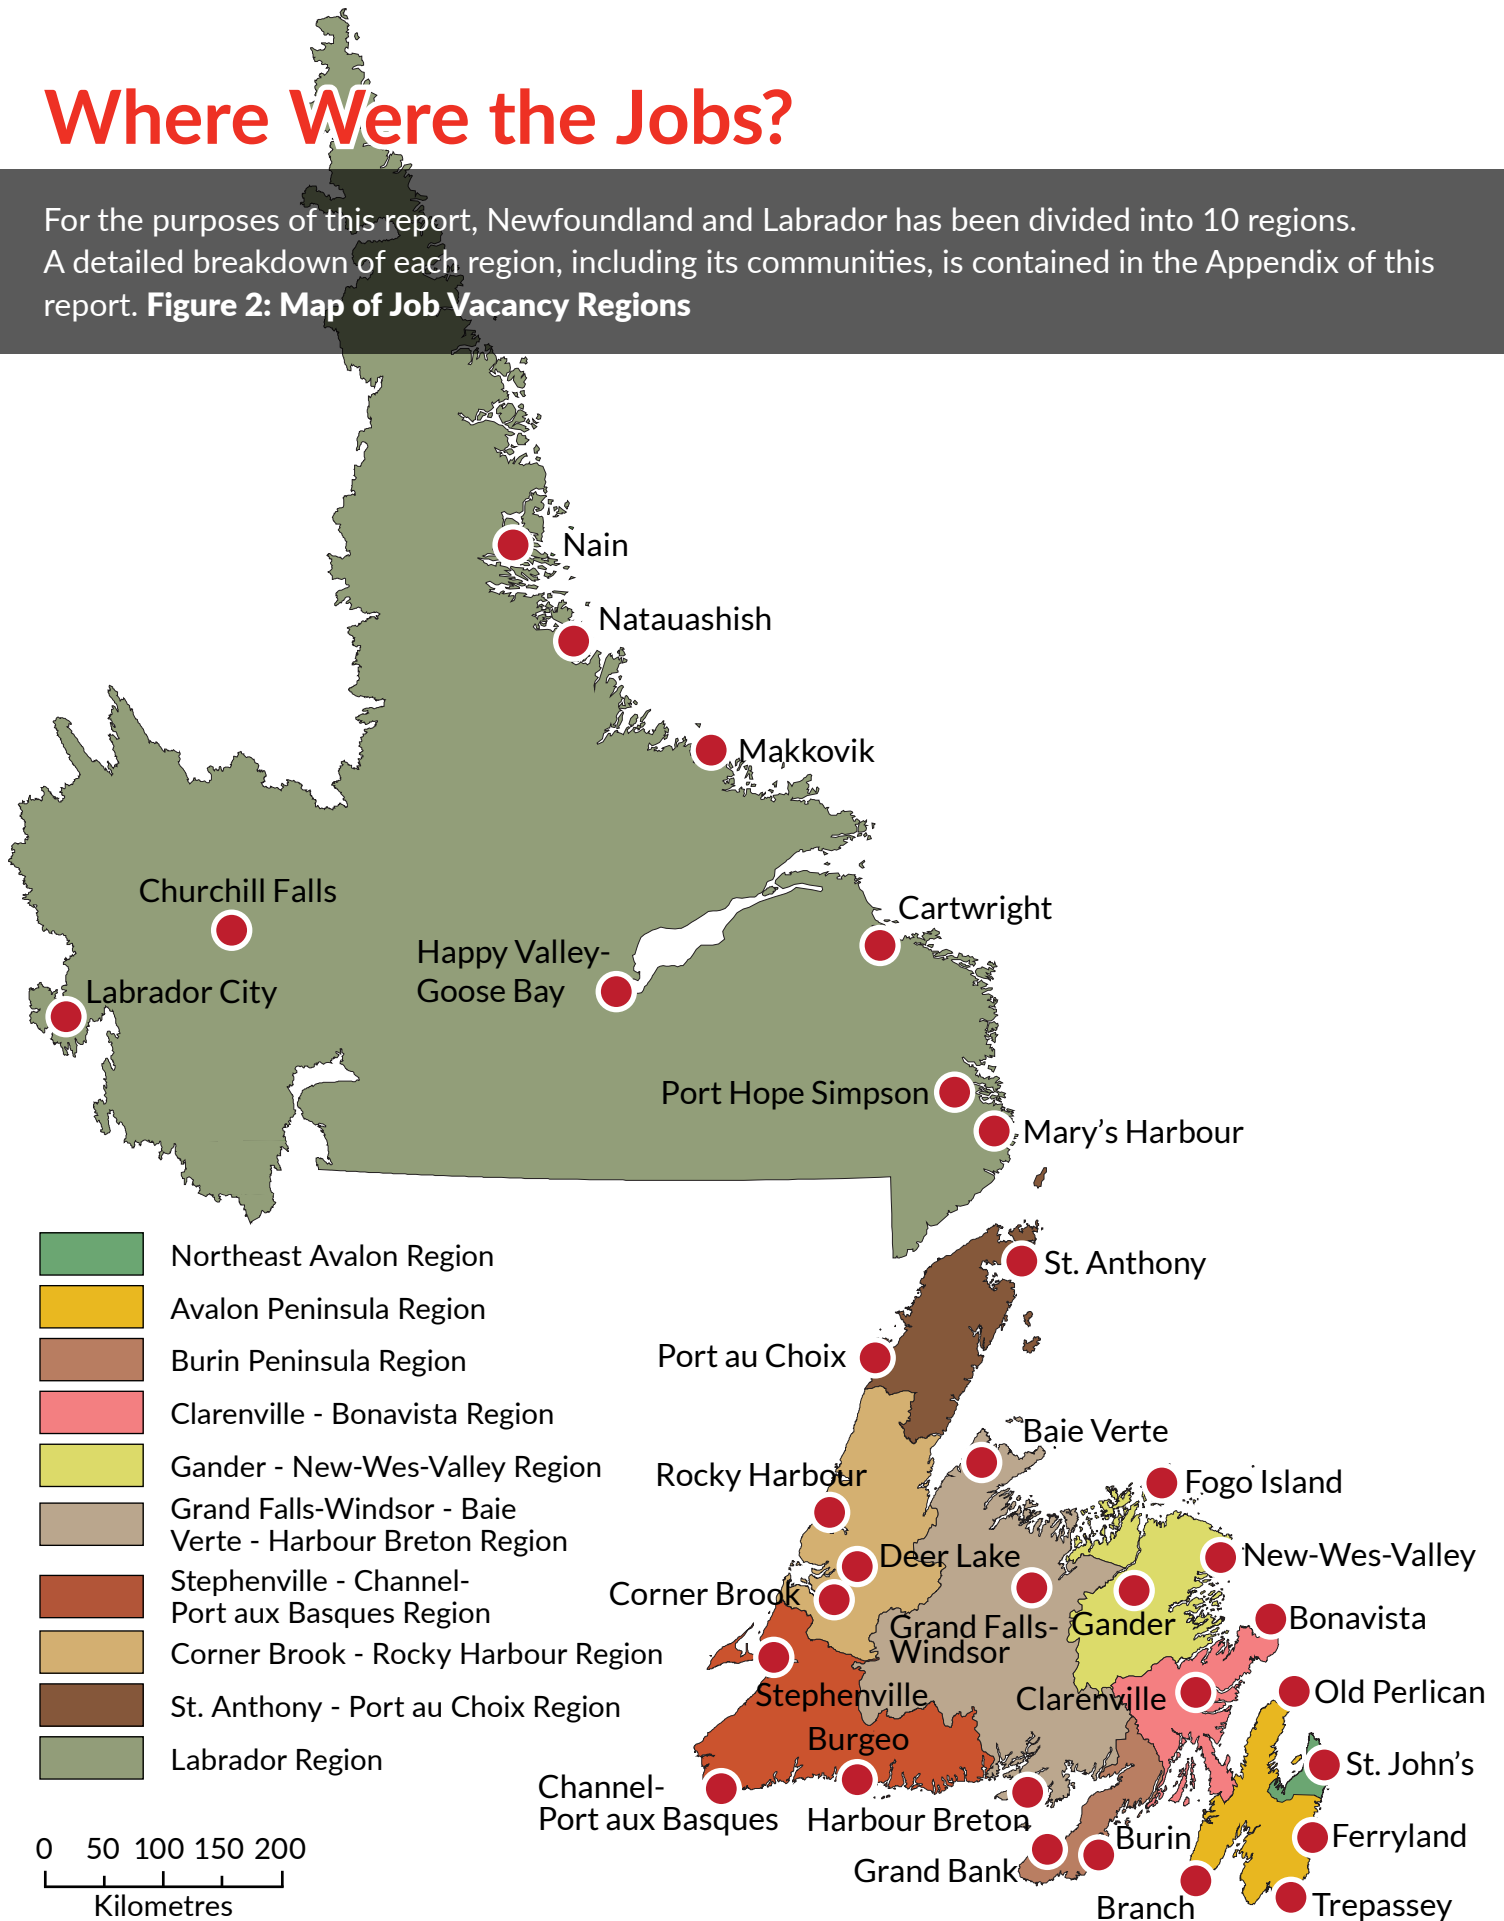 Where Were the Jobs?
For the purposes of this report, Newfoundland and Labrador has been divided into 10 regions.
A detailed breakdown of each region, including its communities, is contained in the Appendix of this
report. Figure 2: Map of Job Vacancy Regions
Nain
Natauashish
Makkovik
Churchill Falls
Cartwright
Happy Valley-
Goose Bay
Labrador City
Port Hope Simpson
Mary's Harbour
St. Anthony
Port au Choix
Baie Verte
Rocky Harbour
Fogo Island
Deer Lake
New-Wes-Valley
Corner Brook
Grand Falls-
Windsor
Gander
Bonavista
Stephenville
Clarenville
Old Perlican
Burgeo
St. John's
Channel-
Port aux Basques
Harbour Breton
Burin
Ferryland
Grand Bank
Branch
Trepassey
Northeast Avalon Region
Avalon Peninsula Region
Burin Peninsula Region
Clarenville - Bonavista Region
Gander - New-Wes-Valley Region
Grand Falls-Windsor - Baie
Verte - Harbour Breton Region
Stephenville - Channel-
Port aux Basques Region
Corner Brook - Rocky Harbour Region
St. Anthony - Port au Choix Region
Labrador Region
0 50 100 150 200
Kilometres